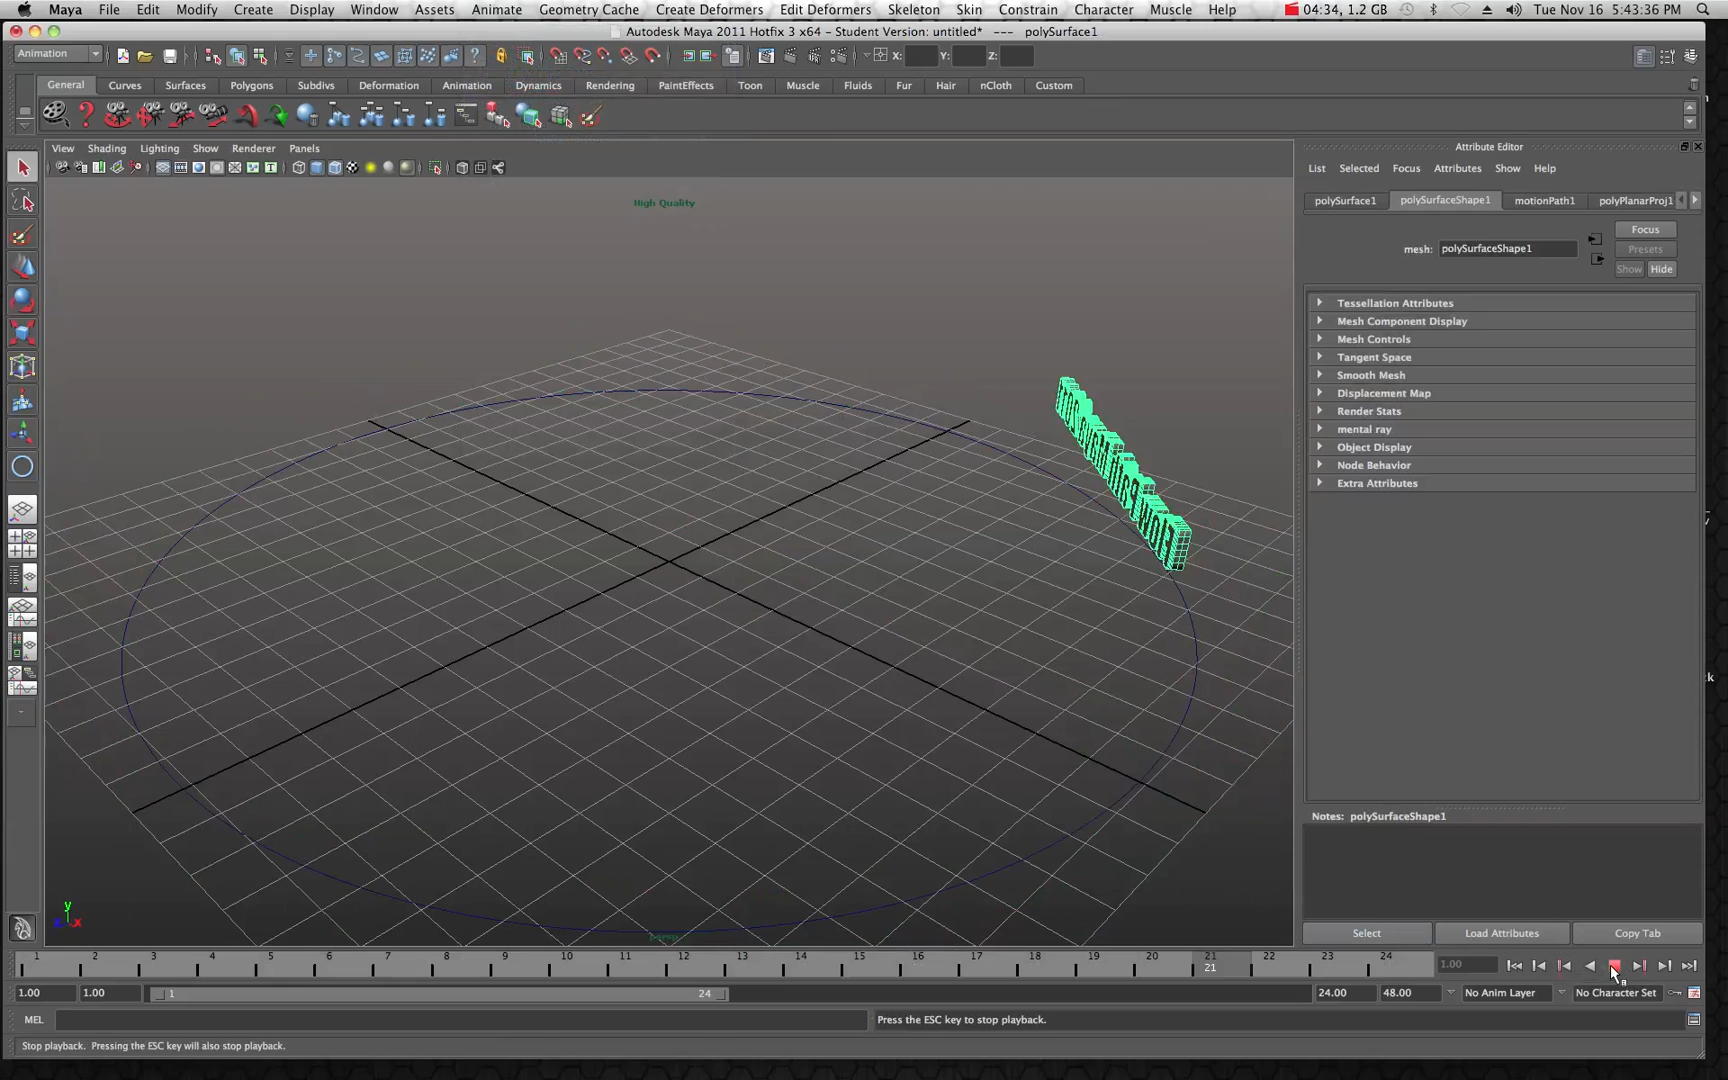 Maya File Edit Modify Create Display Window Assets Animate Geometry Cache Create Deformers Edit Deformers Skeleton Skin Constrain Character Muscle Help 04:34, 1.2 GB Tue Nov 16 5:43:36 PM
Autodesk Maya 2011 Hotfix 3 x64 - Student Version: untitled* --- polySurface1
Animation X: Y: Z:
General Curves Surfaces Polygons Subdivs Deformation Animation Dynamics Rendering PaintEffects Toon Muscle Fluids Fur Hair nCloth Custom
View Shading Lighting Show Renderer Panels
High Quality
Attribute Editor
List Selected Focus Attributes Show Help
polySurface1 polySurfaceShape1 motionPath1 polyPlanarProj1
Focus
mesh: polySurfaceShape1
Presets
Show Hide
Tessellation Attributes
Mesh Component Display
Mesh Controls
Tangent Space
Smooth Mesh
Displacement Map
Render Stats
mental ray
Object Display
Node Behavior
Extra Attributes
Notes: polySurfaceShape1
y
x
persp
Select Load Attributes Copy Tab
1 2 3 4 5 6 7 8 9 10 11 12 13 14 15 16 17 18 19 20 21 22 23 24
21
1.00
1.00 1.00 1 24 24.00 48.00 No Anim Layer No Character Set
MEL Press the ESC key to stop playback.
Stop playback. Pressing the ESC key will also stop playback.